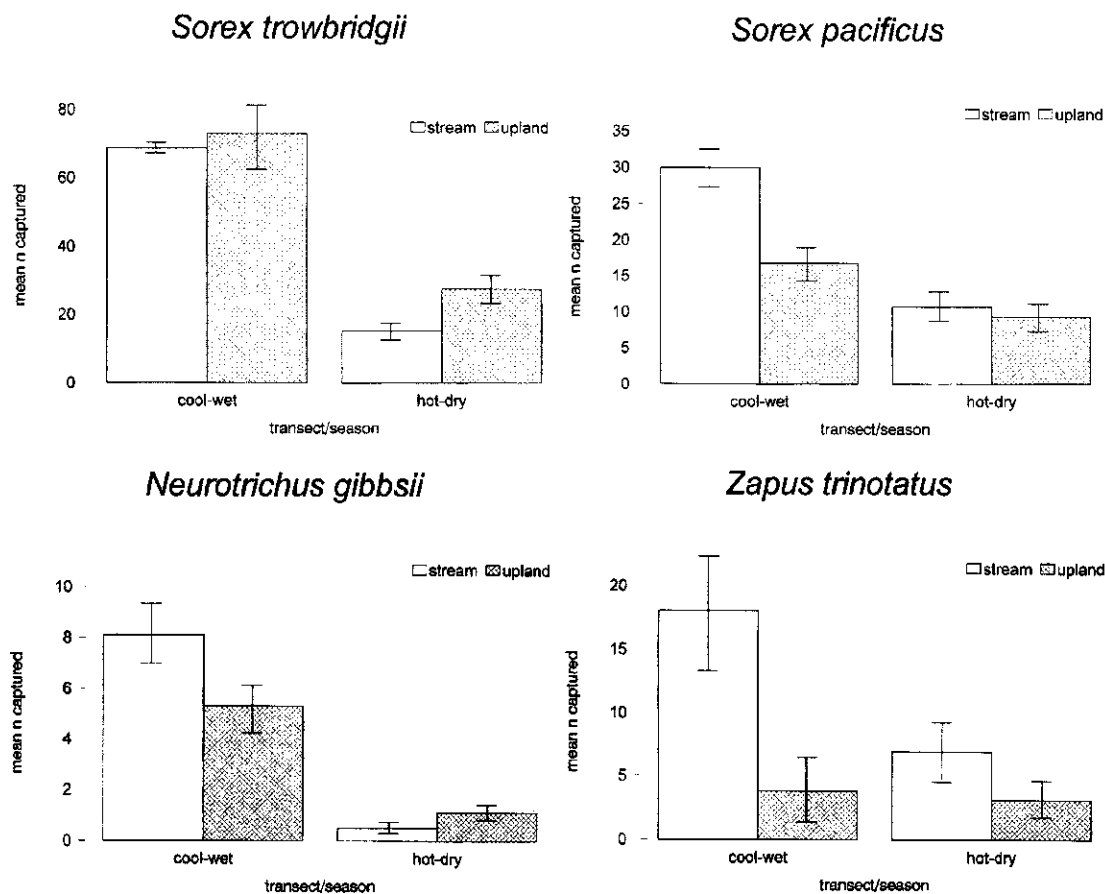 Sorex trowbridgii
Sorex pacificus
80
60
40
20
0
mean n captured
stream upland
cool-wet hot-dry
transect/season
35
30
25
20
15
10
5
0
mean n captured
stream upland
cool-wet hot-dry
transect/season
Neurotrichus gibbsii
Zapus trinotatus
10
8
6
4
2
0
mean n captured
stream upland
cool-wet hot-dry
transect/season
20
15
10
5
0
mean n captured
stream upland
cool-wet hot-dry
transect/season